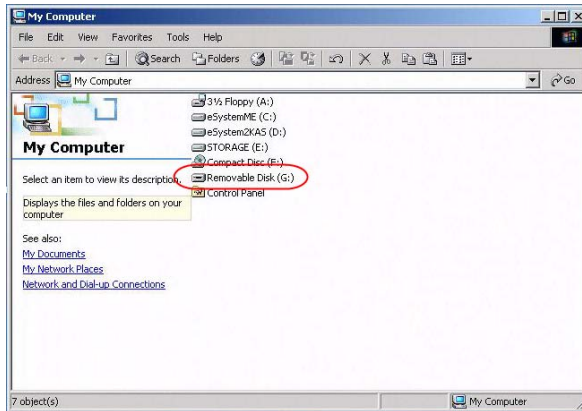 My Computer
File Edit View Favorites Tools Help
Back Search Folders
Address My Computer Go
3½ Floppy (A:)
eSystemME (C:)
eSystem2KAS (D:)
STORAGE (E:)
Compact Disc (F:)
Removable Disk (G:)
Control Panel
My Computer
Select an item to view its description.
Displays the files and folders on your
computer
See also:
My Documents
My Network Places
Network and Dial-up Connections
7 object(s) My Computer